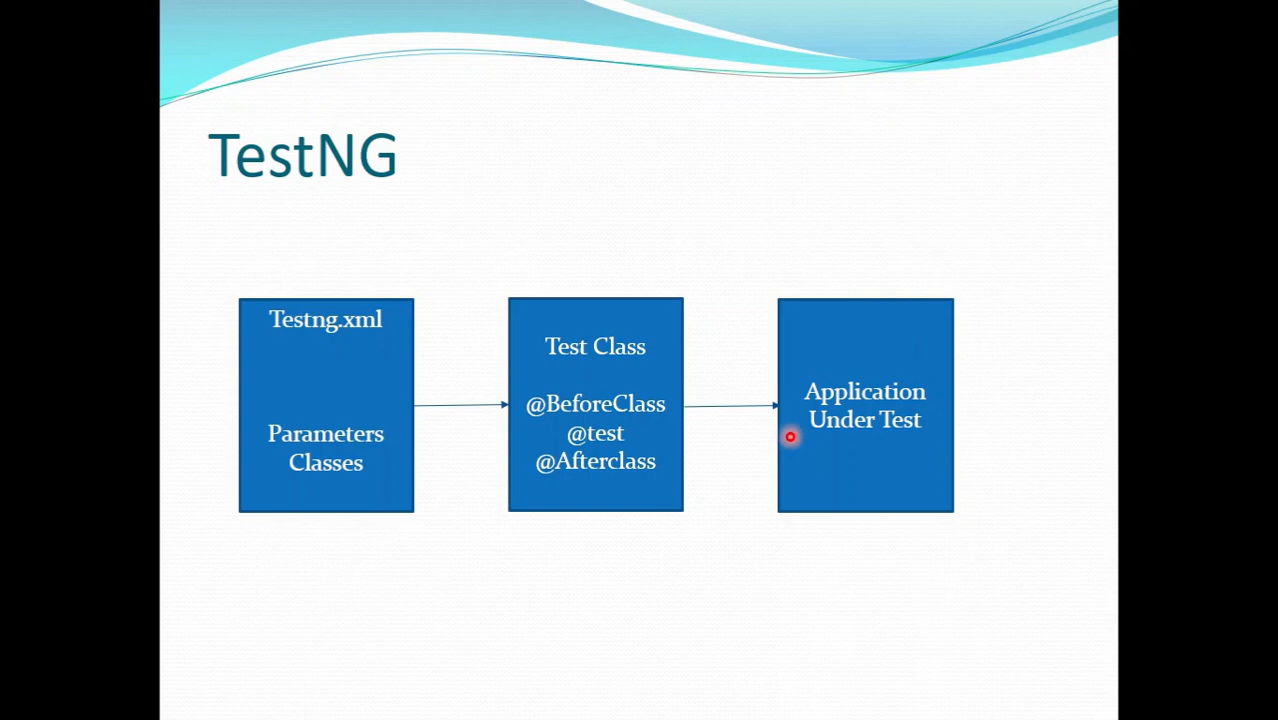 TestNG
Testng.xml
Parameters
Classes
Test Class
@BeforeClass
@test
@Afterclass
Application
Under Test